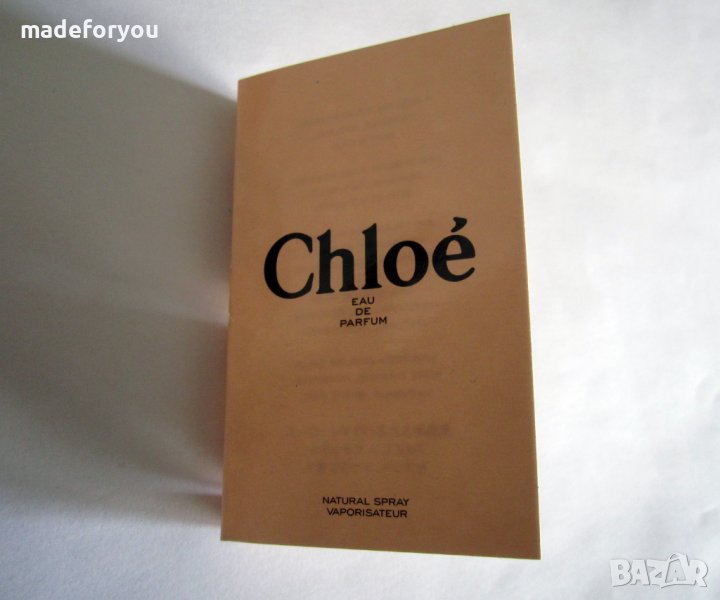 madeforyou
Chloé
EAU
DE
PARFUM
NATURAL SPRAY
VAPORISATEUR
BAZAR